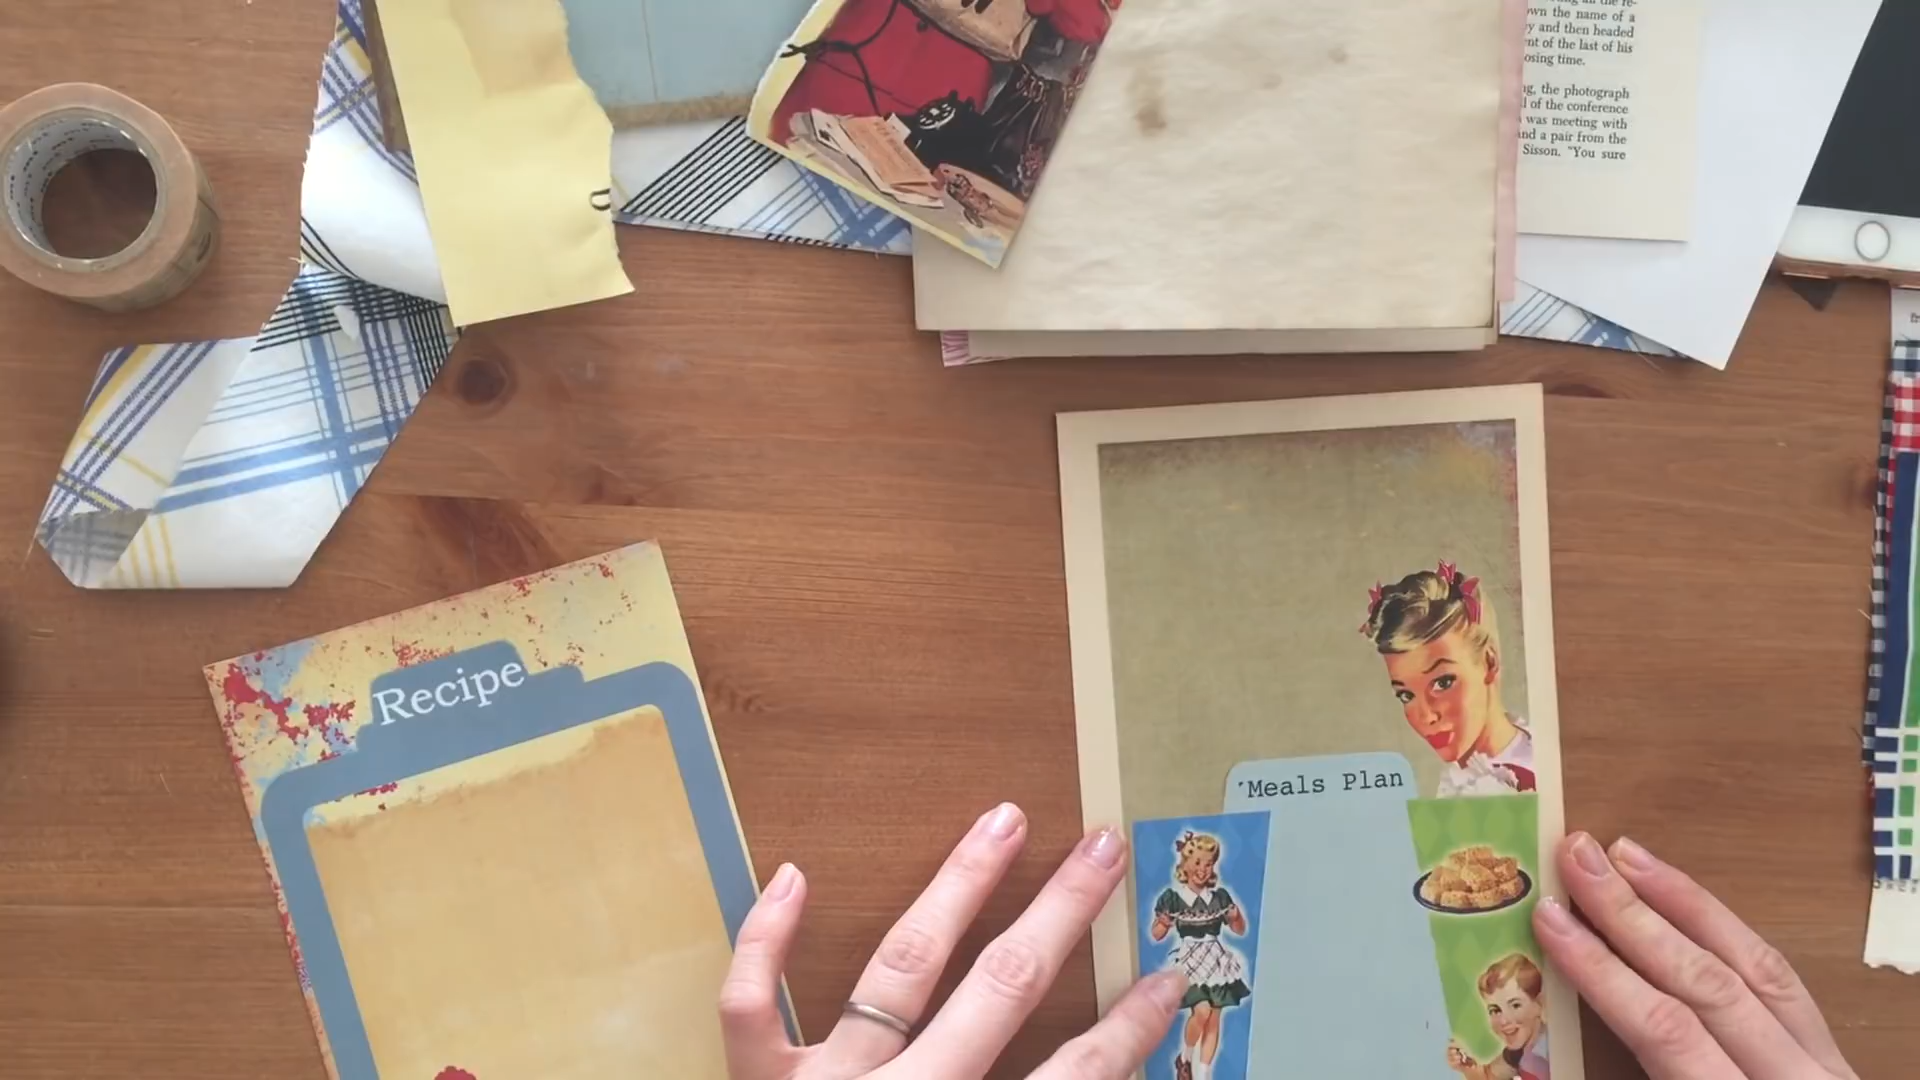 own the name of a
and then headed
of the last of his
osing time.
the photograph
of the conference
was meeting with
and a pair from the
Sisson. "You sure
Recipe
Meals Plan